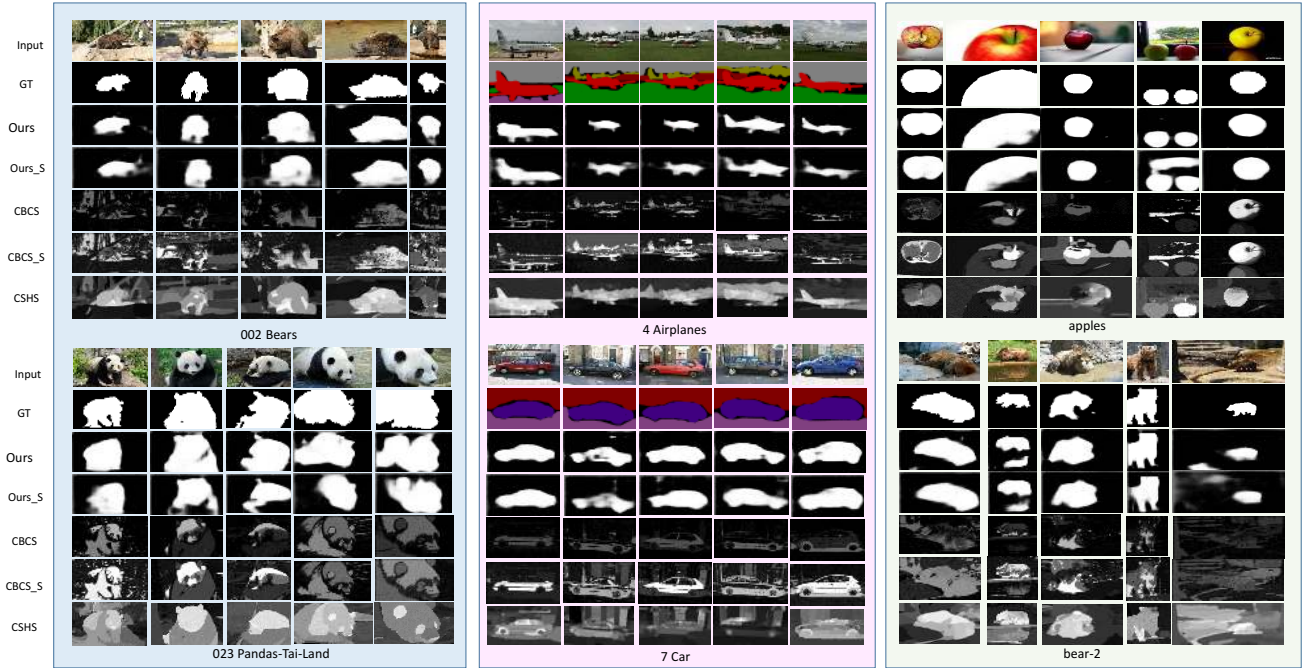 Input
GT
Ours
Ours_S
CBCS
CBCS_S
CSHS
002 Bears
4 Airplanes
apples
Input
GT
Ours
Ours_S
CBCS
CBCS_S
CSHS
023 Pandas-Tai-Land
7 Car
bear-2